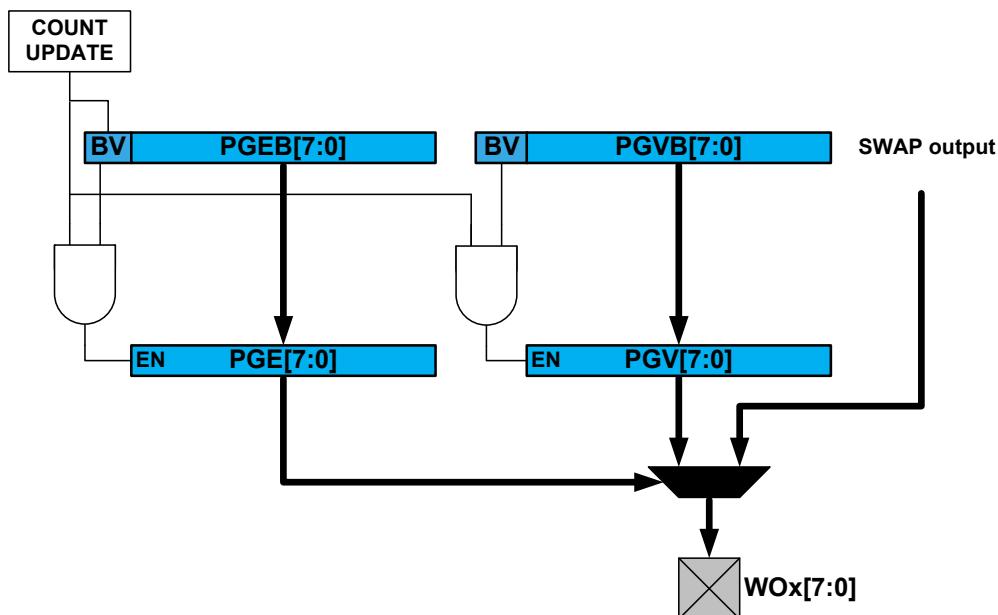 COUNT
UPDATE
BV PGEB[7:0]
BV PGVB[7:0]
SWAP output
EN PGE[7:0]
EN PGV[7:0]
WOx[7:0]